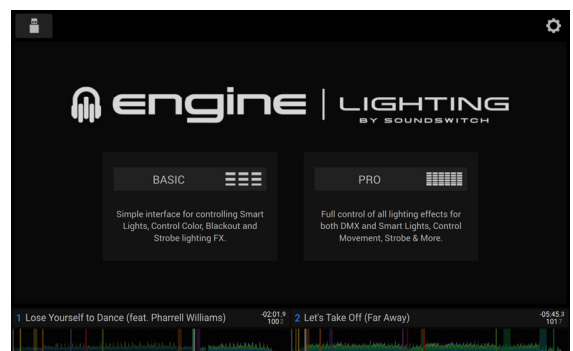 engine | LIGHTING
BY SOUNDSWITCH
BASIC
Simple interface for controlling Smart
Lights, Control Color, Blackout and
Strobe lighting FX.
PRO
Full control of all lighting effects for
both DMX and Smart Lights, Control
Movement, Strobe & More.
1 Lose Yourself to Dance (feat. Pharrell Williams)
-02:01.9
100.2
2 Let's Take Off (Far Away)
-05:45.3
101.7